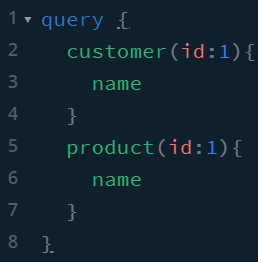 1 query {
2   customer(id:1){
3     name
4   }
5   product(id:1){
6     name
7   }
8 }